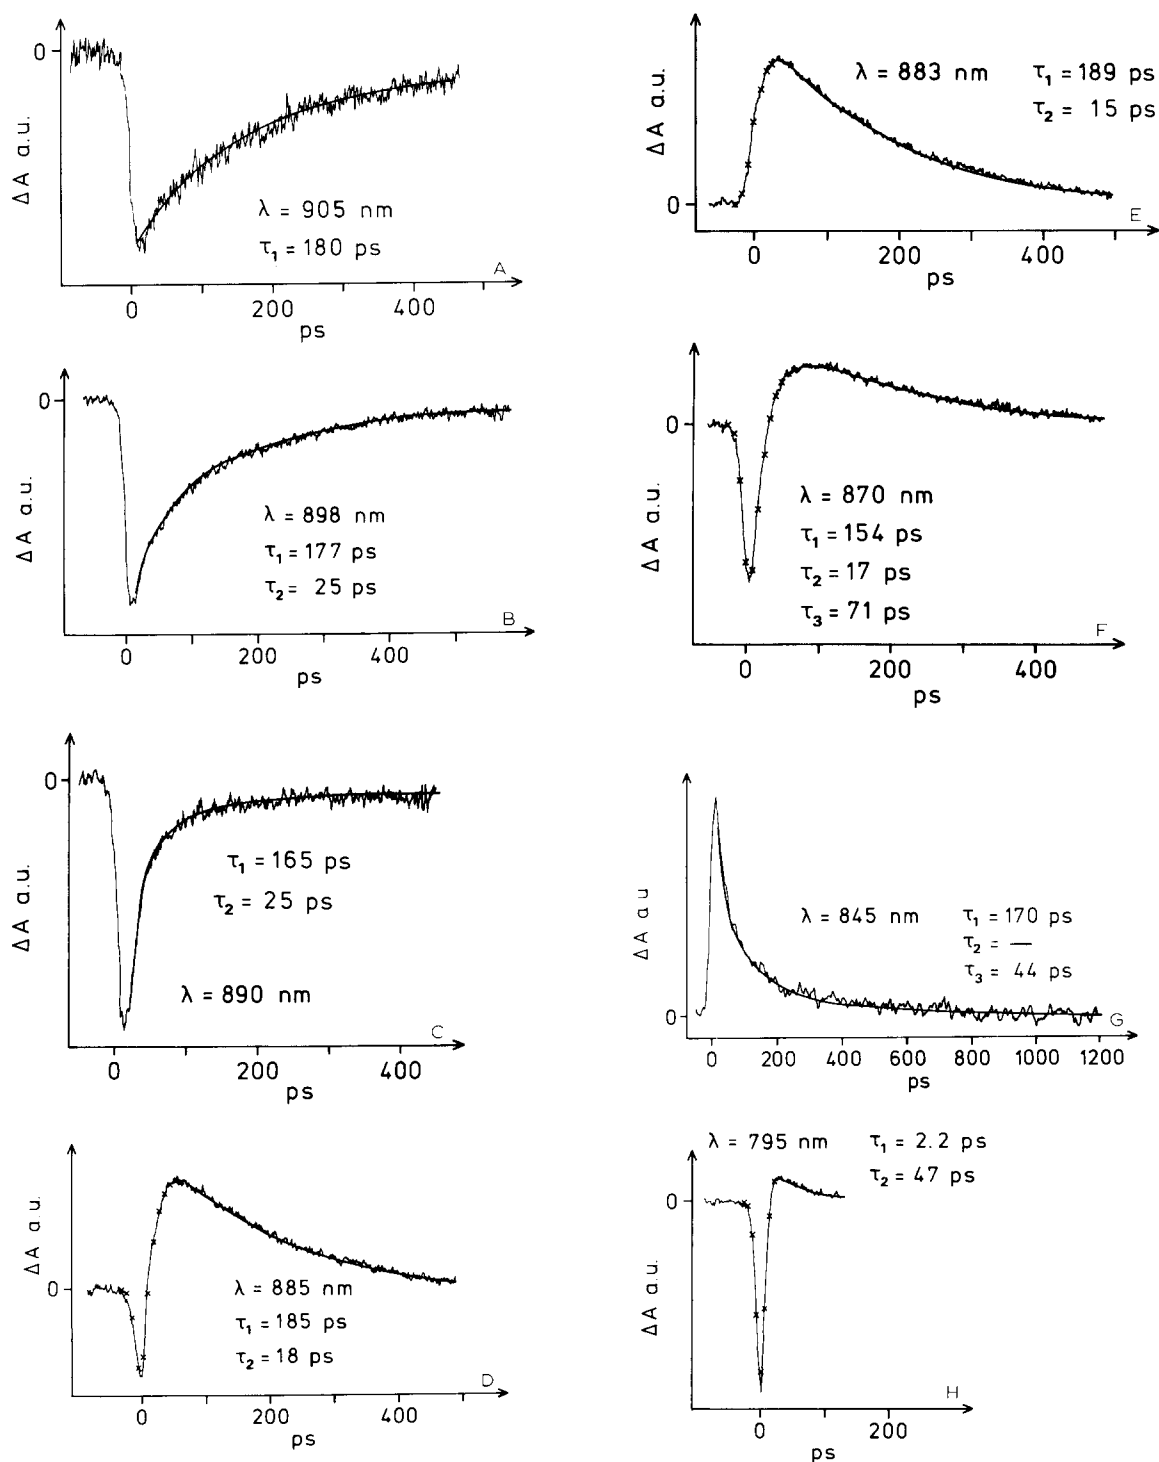 0
ΔA a.u.
λ = 905 nm
τ₁ = 180 ps
A
0 200 400
ps
0
ΔA a.u.
λ = 898 nm
τ₁ = 177 ps
τ₂ = 25 ps
B
0 200 400
ps
0
ΔA a.u.
τ₁ = 165 ps
τ₂ = 25 ps
λ = 890 nm
C
0 200 400
ps
ΔA a u.
0
λ = 885 nm
τ₁ = 185 ps
τ₂ = 18 ps
D
0 200 400
ps
ΔA a.u.
λ = 883 nm τ₁ = 189 ps
τ₂ = 15 ps
0
E
0 200 400
ps
0
ΔA a.u.
λ = 870 nm
τ₁ = 154 ps
τ₂ = 17 ps
τ₃ = 71 ps
F
0 200 400
ps
ΔA a u
λ = 845 nm τ₁ = 170 ps
τ₂ = —
τ₃ = 44 ps
0
G
0 200 400 600 800 1000 1200
ps
λ = 795 nm τ₁ = 2.2 ps
τ₂ = 47 ps
0
ΔA a.u.
H
0 200
ps